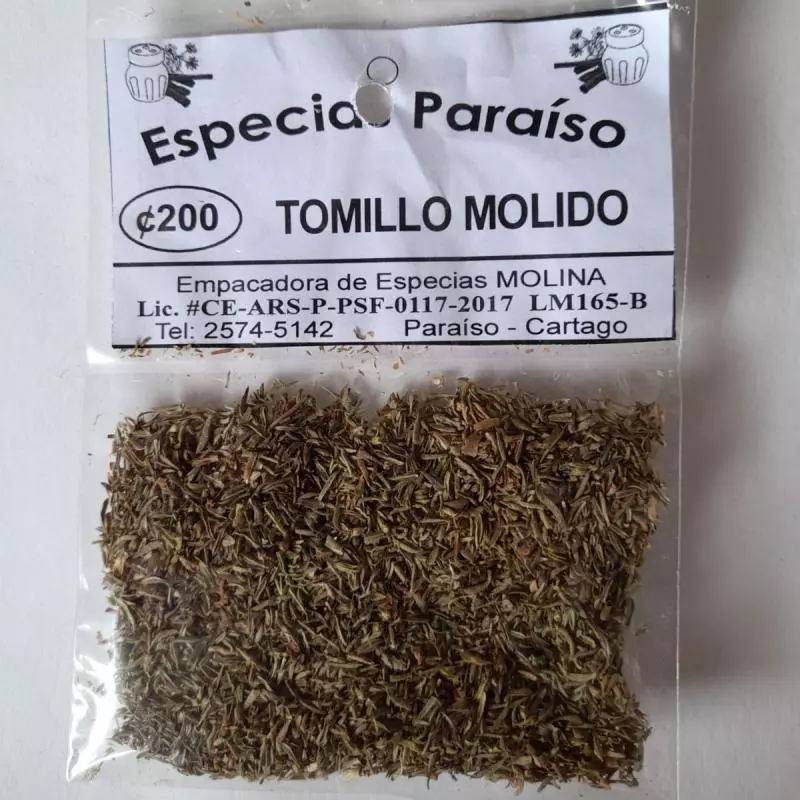 Especias Paraíso
¢200
TOMILLO MOLIDO
Empacadora de Especias MOLINA
Lic. #CE-ARS-P-PSF-0117-2017 LM165-B
Tel: 2574-5142 Paraíso - Cartago